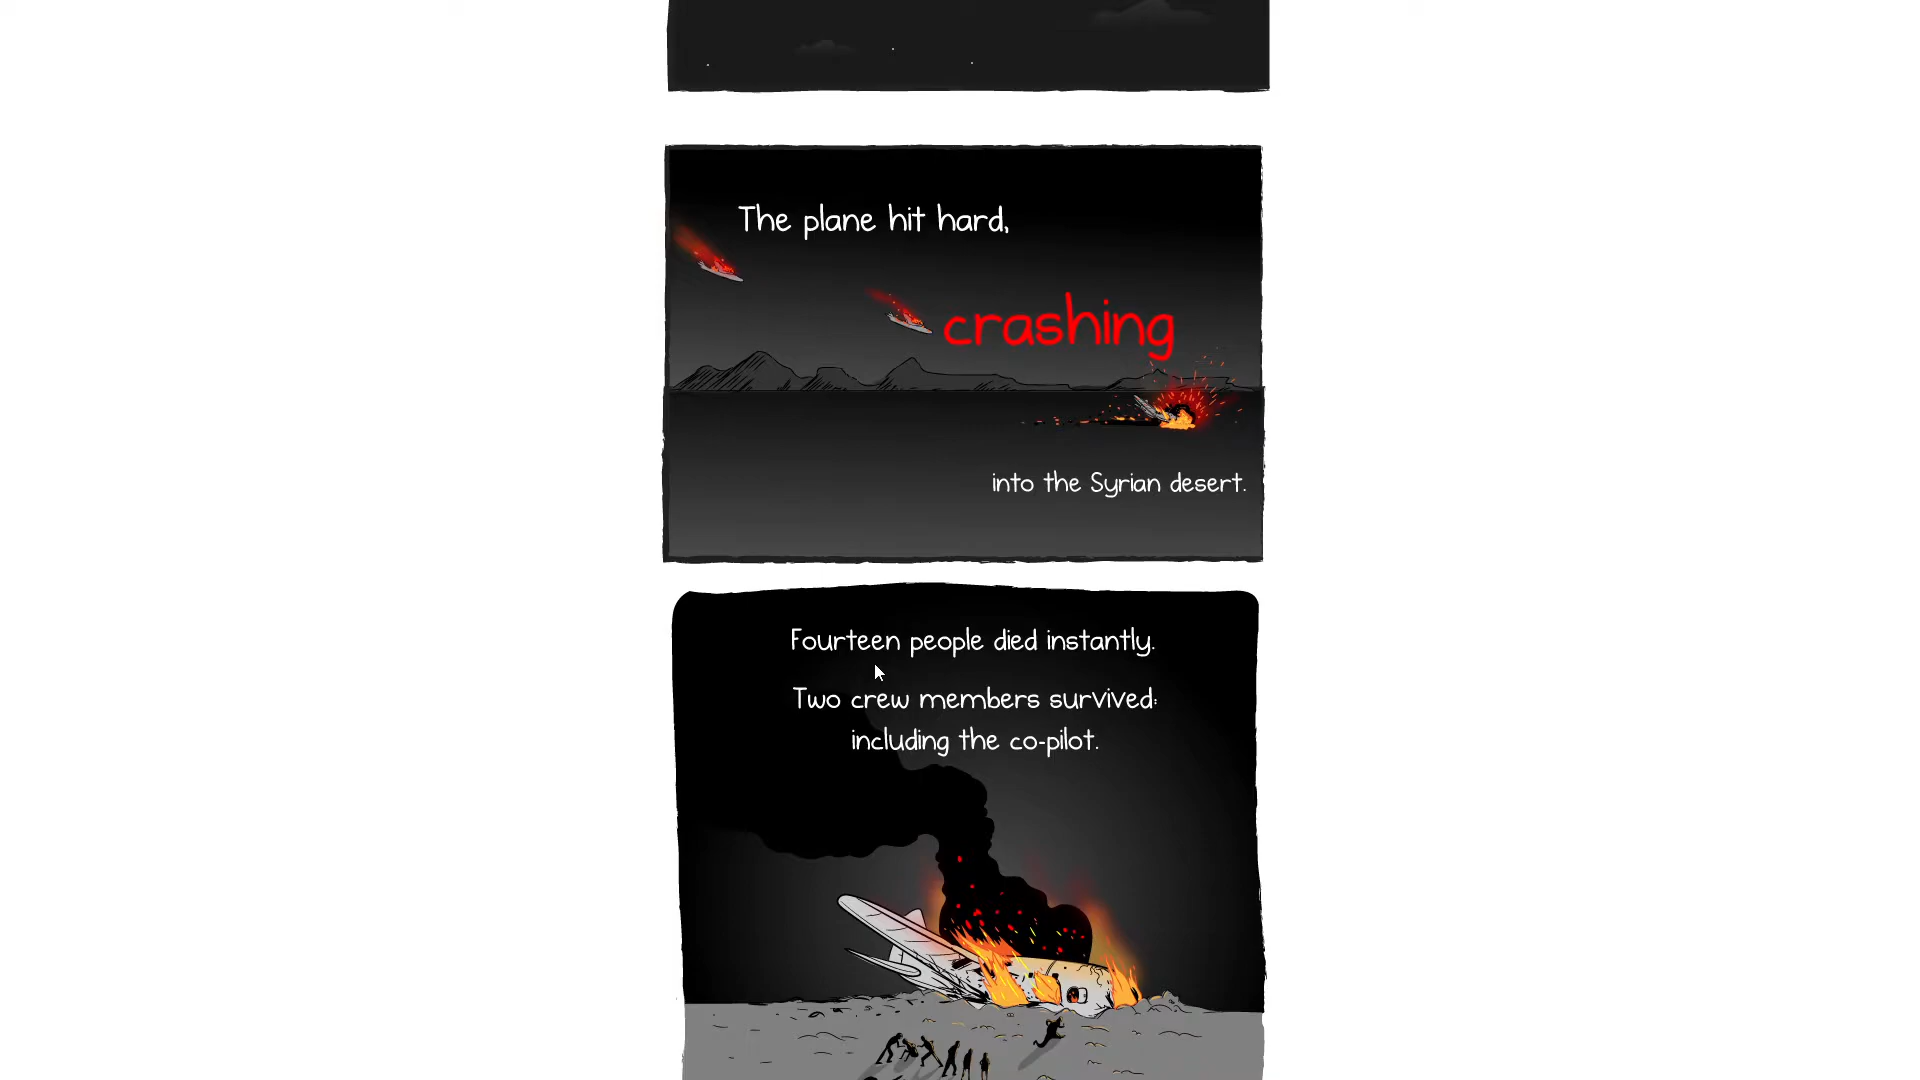 The plane hit hard,
crashing
into the Syrian desert.
Fourteen people died instantly.
Two crew members survived:
including the co-pilot.